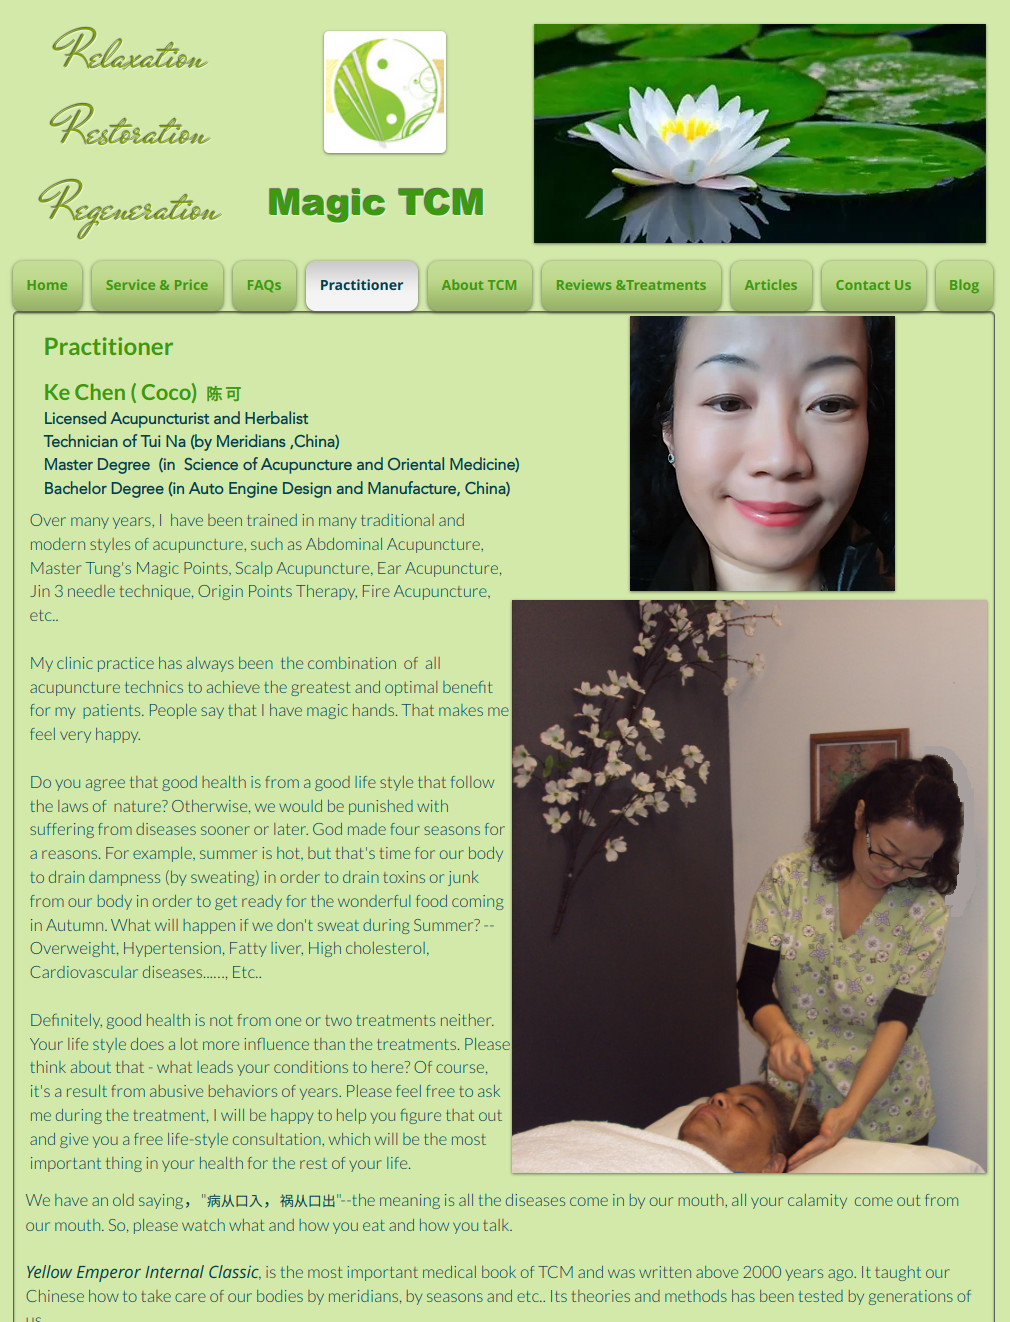 Relaxation
Restoration
Regeneration
Magic TCM
Home
Service & Price
FAQs
Practitioner
About TCM
Reviews &Treatments
Articles
Contact Us
Blog
Practitioner
Ke Chen ( Coco) 陈 可
Licensed Acupuncturist and Herbalist
Technician of Tui Na (by Meridians ,China)
Master Degree (in Science of Acupuncture and Oriental Medicine)
Bachelor Degree (in Auto Engine Design and Manufacture, China)
Over many years, I have been trained in many traditional and
modern styles of acupuncture, such as Abdominal Acupuncture,
Master Tung's Magic Points, Scalp Acupuncture, Ear Acupuncture,
Jin 3 needle technique, Origin Points Therapy, Fire Acupuncture,
etc..
My clinic practice has always been the combination of all
acupuncture technics to achieve the greatest and optimal benefit
for my patients. People say that I have magic hands. That makes me
feel very happy.
Do you agree that good health is from a good life style that follow
the laws of nature? Otherwise, we would be punished with
suffering from diseases sooner or later. God made four seasons for
a reasons. For example, summer is hot, but that's time for our body
to drain dampness (by sweating) in order to drain toxins or junk
from our body in order to get ready for the wonderful food coming
in Autumn. What will happen if we don't sweat during Summer? --
Overweight, Hypertension, Fatty liver, High cholesterol,
Cardiovascular diseases......, Etc..
Definitely, good health is not from one or two treatments neither.
Your life style does a lot more influence than the treatments. Please
think about that - what leads your conditions to here? Of course,
it's a result from abusive behaviors of years. Please feel free to ask
me during the treatment, I will be happy to help you figure that out
and give you a free life-style consultation, which will be the most
important thing in your health for the rest of your life.
We have an old saying，"病从口入，祸从口出"--the meaning is all the diseases come in by our mouth, all your calamity come out from
our mouth. So, please watch what and how you eat and how you talk.
Yellow Emperor Internal Classic, is the most important medical book of TCM and was written above 2000 years ago. It taught our
Chinese how to take care of our bodies by meridians, by seasons and etc.. Its theories and methods has been tested by generations of
us